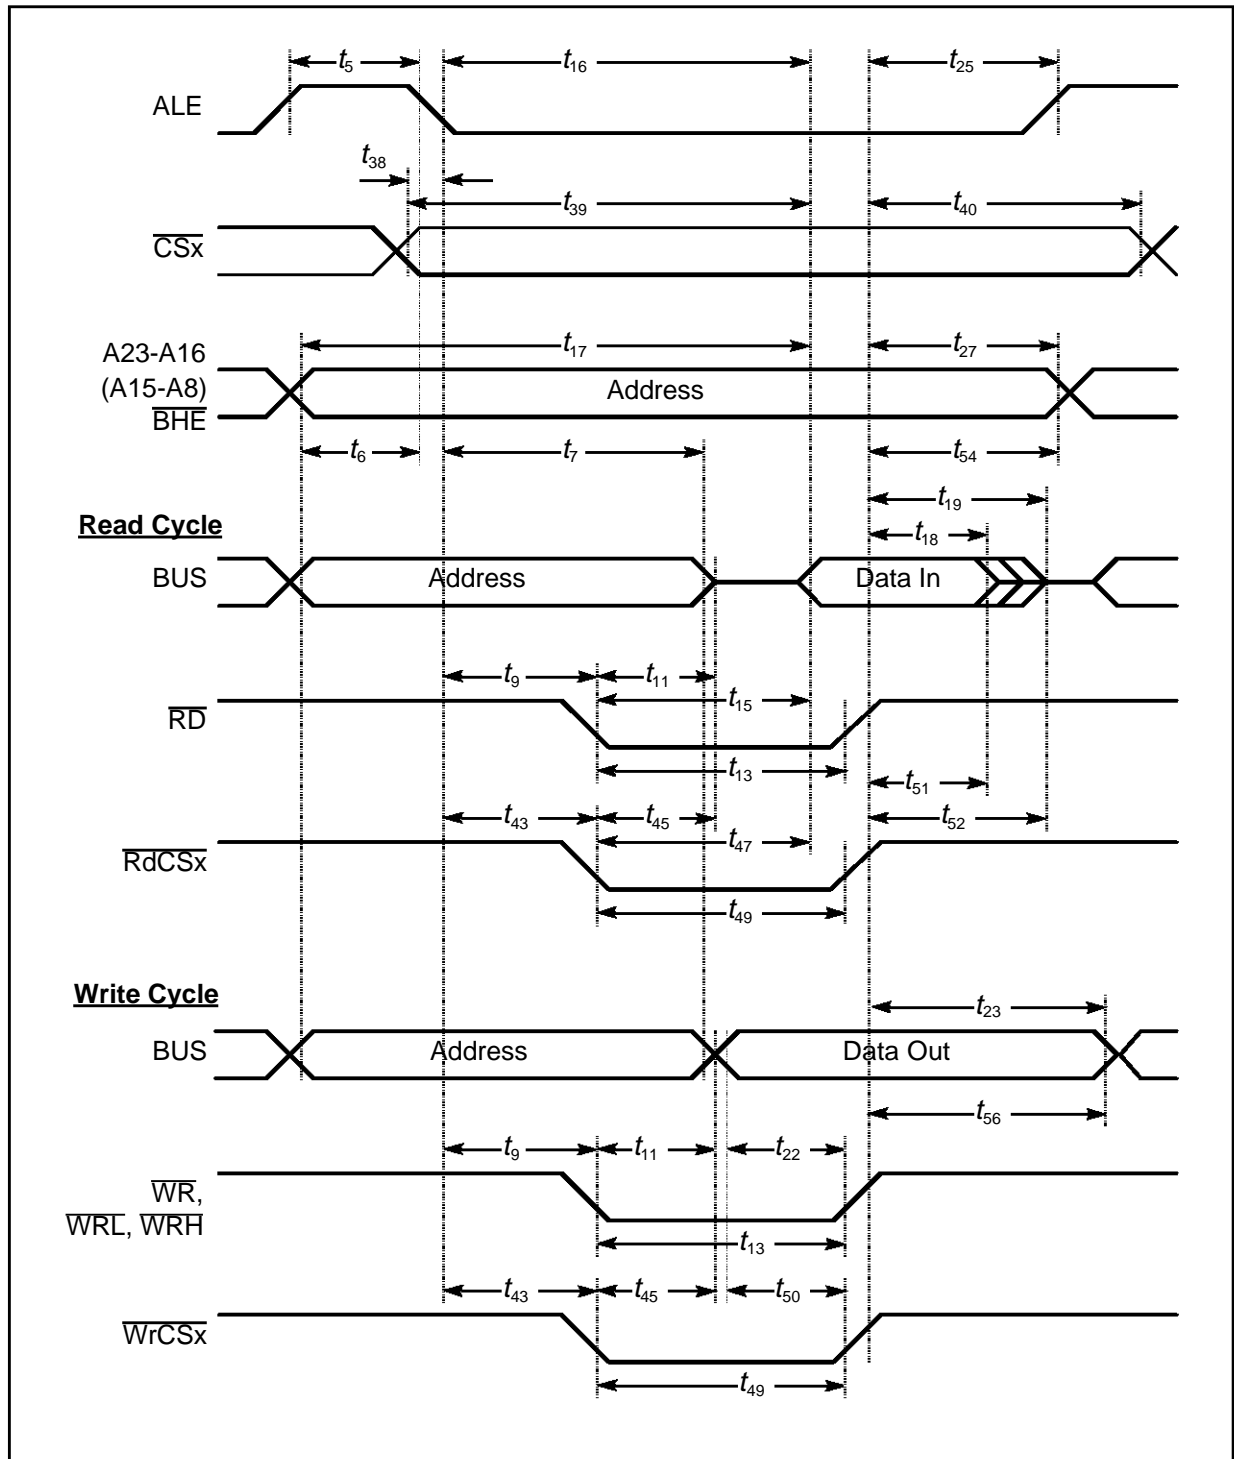 t5 t16 t25
ALE
t38
t39 t40
CSx
A23-A16 t17 t27
(A15-A8) Address
BHE
t6 t7 t54
t19
Read Cycle
t18
BUS Address Data In
t9 t11
t15
RD
t13 t51
t43 t45 t52
t47
RdCSx
t49
Write Cycle
t23
BUS Address Data Out
t56
t9 t11 t22
WR,
WRL, WRH
t13
t43 t45 t50
WrCSx
t49